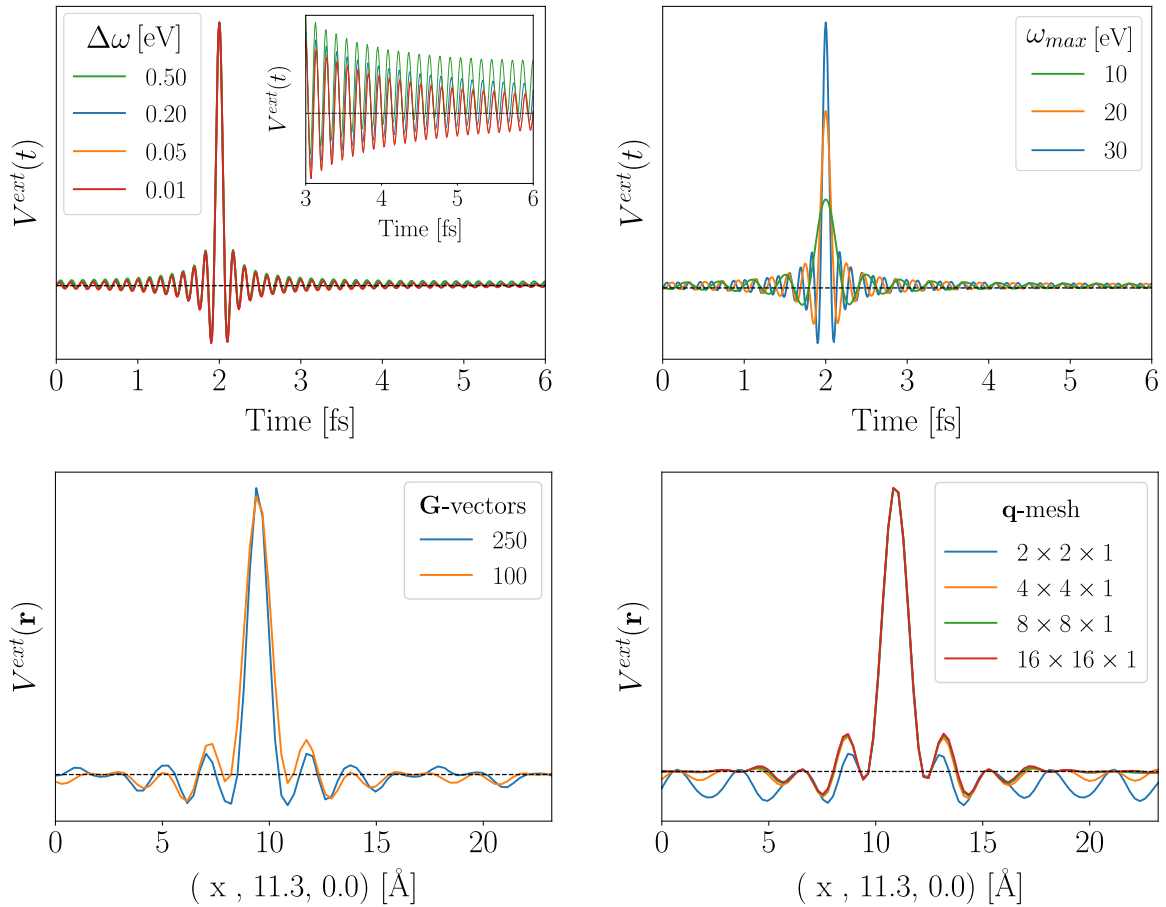 Δω [eV]
0.50
0.20
0.05
0.01
V^{ext}(t)
V^{ext}(t)
3 4 5 6
Time [fs]
0 1 2 3 4 5 6
Time [fs]
ω_{max} [eV]
10
20
30
V^{ext}(t)
0 1 2 3 4 5 6
Time [fs]
G-vectors
250
100
V^{ext}(r)
0 5 10 15 20
( x , 11.3, 0.0) [Å]
q-mesh
2 × 2 × 1
4 × 4 × 1
8 × 8 × 1
16 × 16 × 1
V^{ext}(r)
0 5 10 15 20
( x , 11.3, 0.0) [Å]